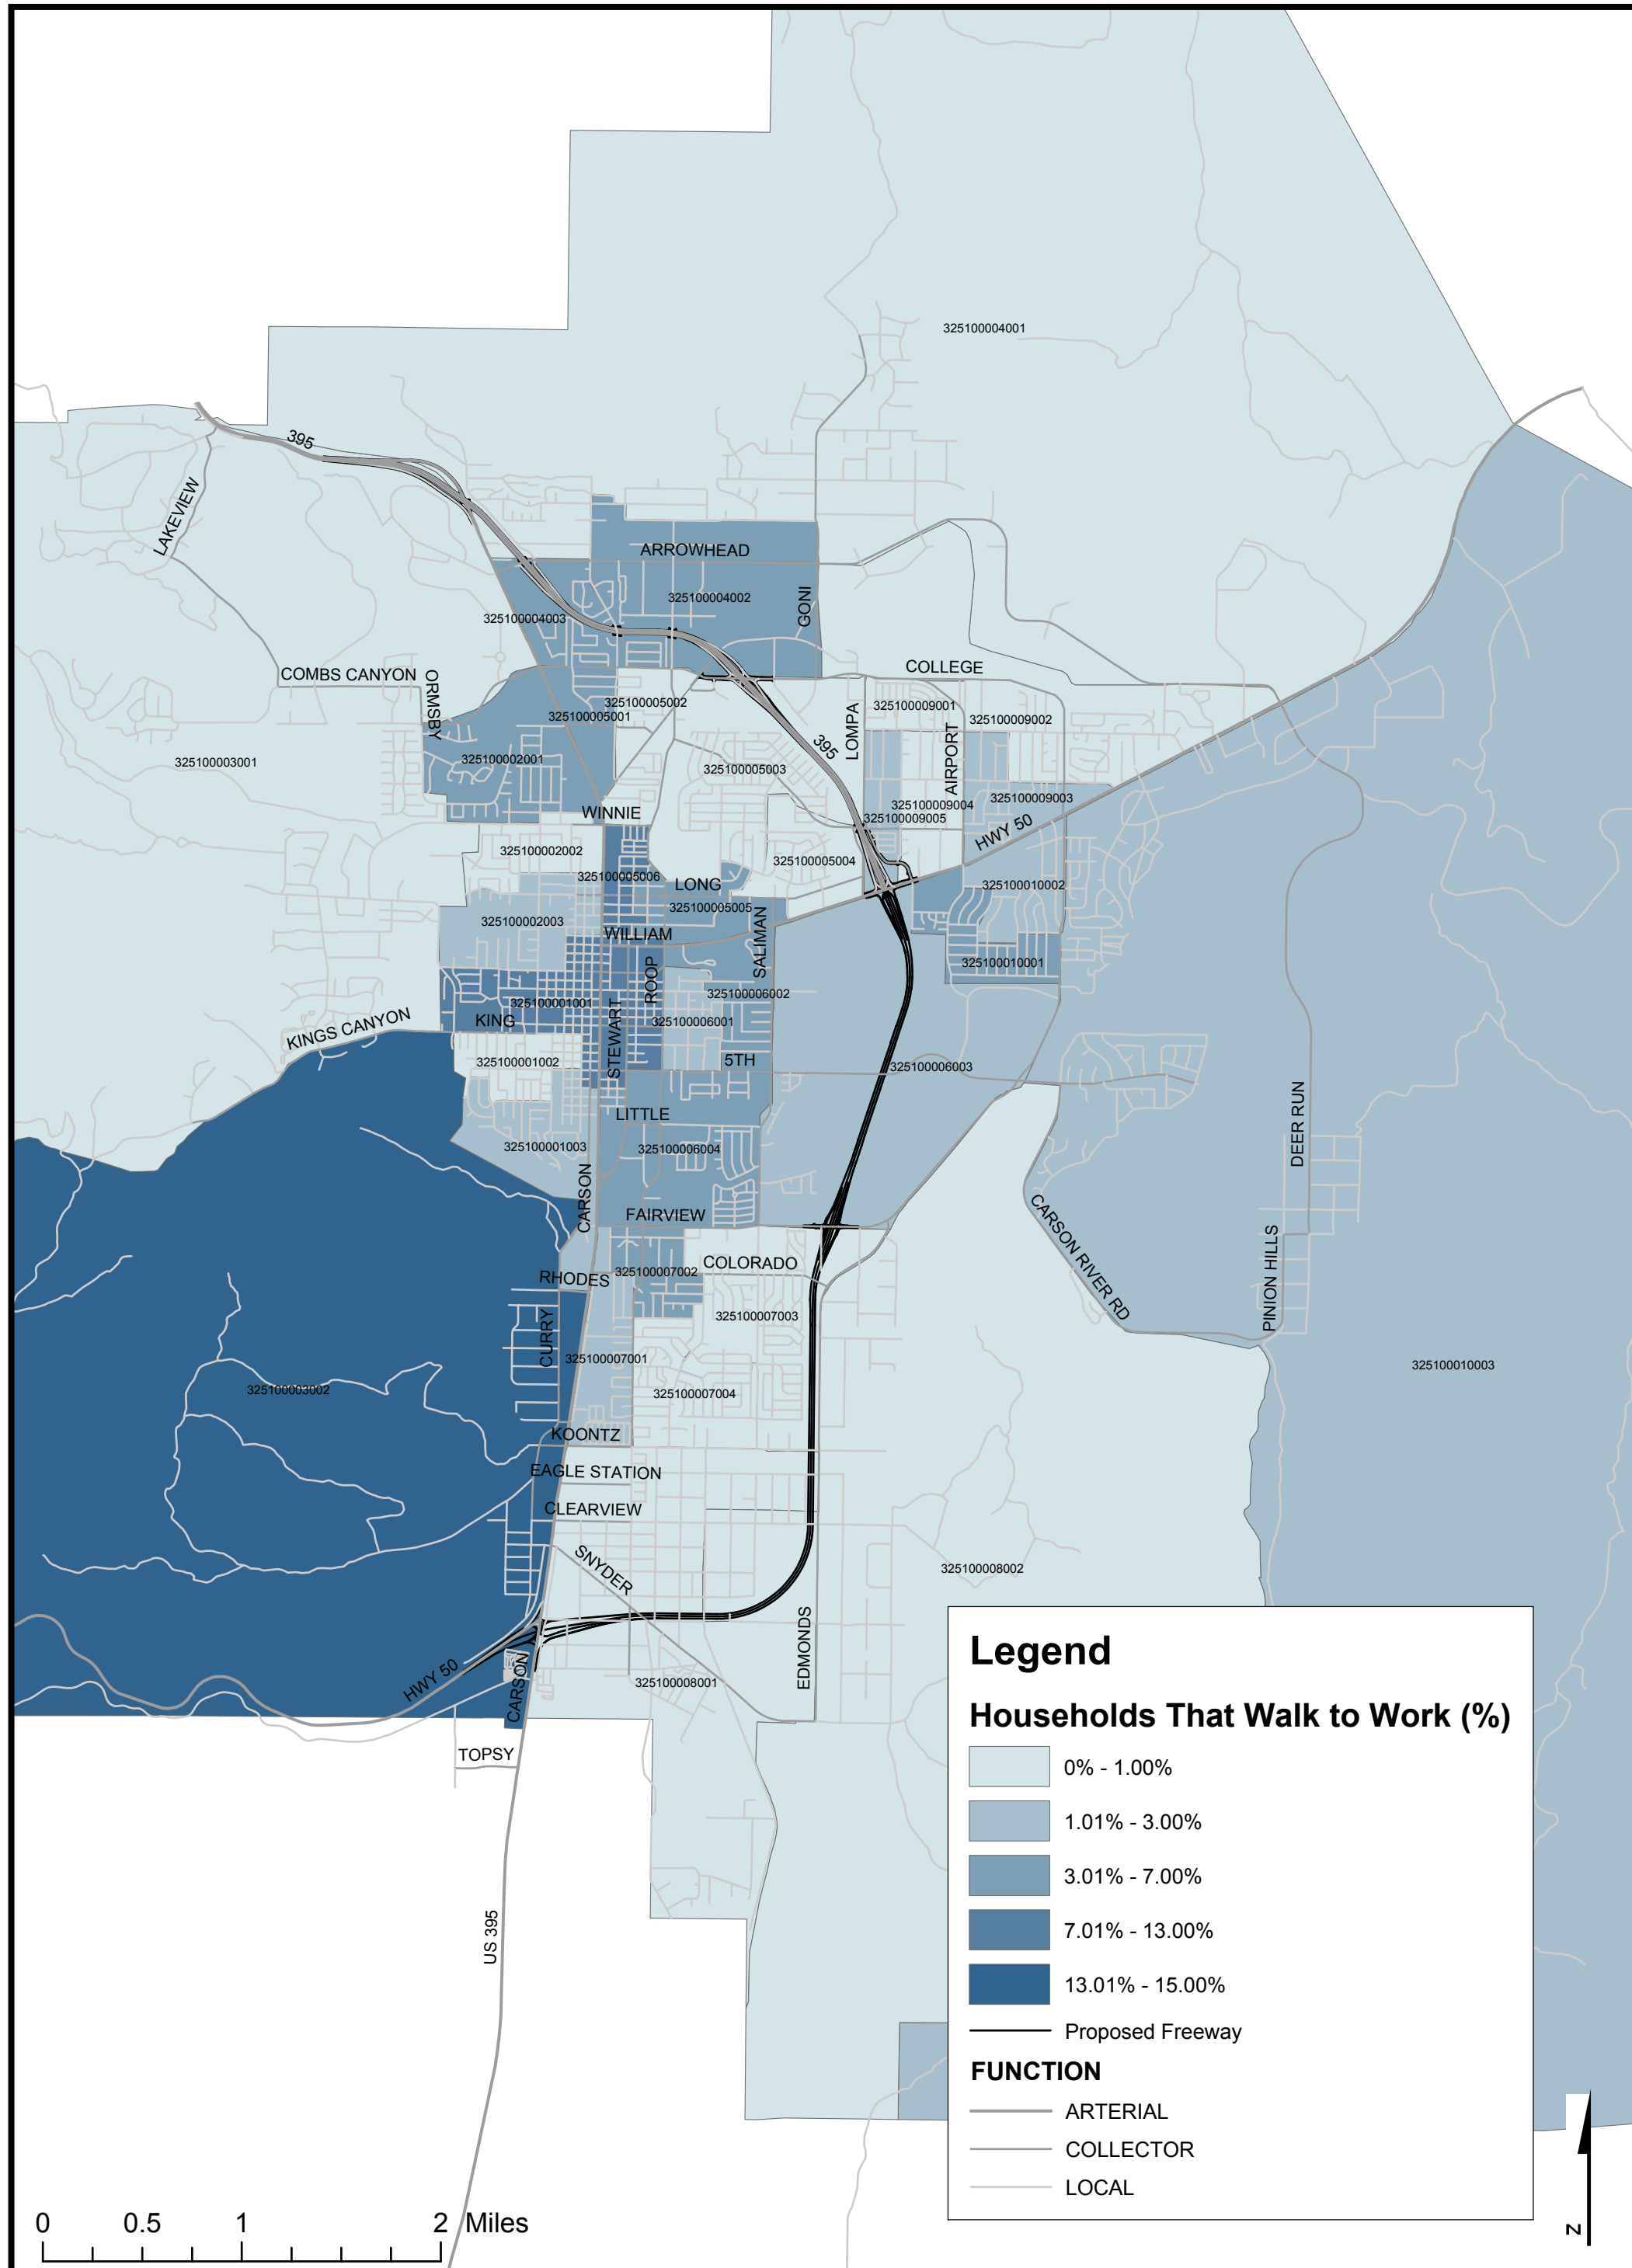 325100004001
395
LAKEVIEW
ARROWHEAD
325100004002
GONI
325100004003
COLLEGE
COMBS CANYON
ORMSBY
325100005002
325100009001
325100005001
LOMPA
325100009002
AIRPORT
395
325100002001
325100003001
325100005003
325100009003
325100009004
WINNIE
325100009005
HWY 50
325100002002
325100005004
325100005006
LONG
325100010002
325100005005
325100002003
SALIMAN
WILLIAM
325100010001
ROOP
325100006002
325100001001
STEWART
KING
325100006001
KINGS CANYON
325100001002
5TH
325100006003
LITTLE
DEER RUN
325100001003
325100006004
CARSON
FAIRVIEW
CARSON RIVER RD
COLORADO
325100007002
RHODES
PINION HILLS
325100007003
CURRY
325100007001
325100010003
325100003002
325100007004
KOONTZ
EAGLE STATION
CLEARVIEW
SNYDER
325100008002
EDMONDS
HWY 50
CARSON
325100008001
TOPSY
US 395
Legend
Households That Walk to Work (%)
0% - 1.00%
1.01% - 3.00%
3.01% - 7.00%
7.01% - 13.00%
13.01% - 15.00%
Proposed Freeway
FUNCTION
ARTERIAL
COLLECTOR
LOCAL
0 0.5 1 2 Miles
N